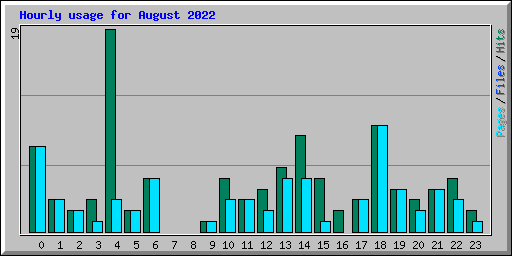 Hourly usage for August 2022
19
Pages/Files/Hits
0 1 2 3 4 5 6 7 8 9 10 11 12 13 14 15 16 17 18 19 20 21 22 23